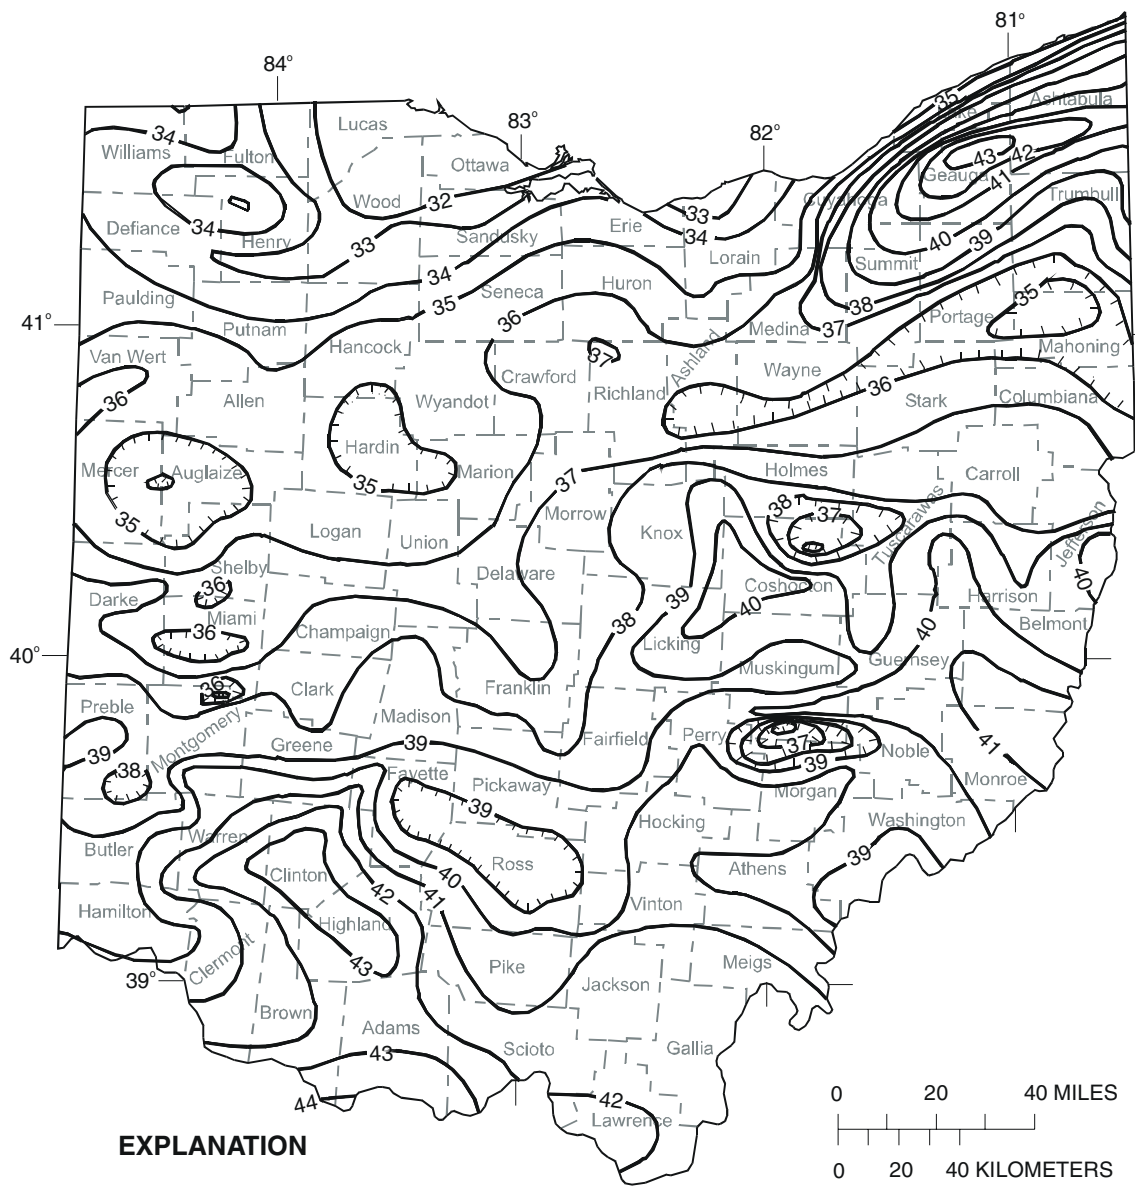 81°
84°
83°
82°
35
Lake
Ashtabula
34
Williams
Fulton
Lucas
Ottawa
43
42
41
Geauga
Trumbull
Wood
32
Cuyahoga
33
34
Defiance
34
Henry
33
Sandusky
Erie
Lorain
40
39
Summit
34
Paulding
35
Seneca
Huron
36
38
37
35
Portage
41°
Putnam
Medina
Hancock
37
Ashland
Mahoning
Van Wert
Crawford
Wayne
36
Allen
Wyandot
Richland
36
Stark
Columbiana
Hardin
Mercer
Auglaize
35
Marion
37
Holmes
Carroll
35
Morrow
38
37
Logan
Union
Knox
Tuscarawas
Jefferson
Shelby
36
Delaware
Coshocton
40
Darke
Miami
39
40
Harrison
36
Champaign
38
Licking
40
Belmont
40°
Muskingum
Guernsey
36
Clark
Franklin
Preble
Montgomery
Madison
39
38
Greene
39
Fairfield
Perry
37
39
Noble
41
Fayette
Pickaway
Morgan
Monroe
39
Hocking
Washington
Butler
Warren
Ross
Athens
39
Clinton
40
42
41
Hamilton
Highland
Vinton
39°
Clermont
43
Pike
Meigs
Jackson
Brown
Adams
43
Scioto
Gallia
44
42
Lawrence
0 20 40 MILES
0 20 40 KILOMETERS
EXPLANATION